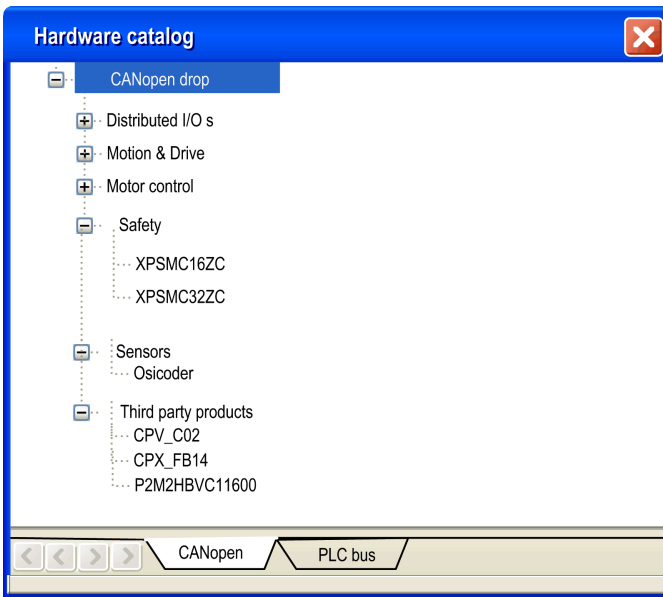 Hardware catalog
CANopen drop
Distributed I/O s
Motion & Drive
Motor control
Safety
XPSMC16ZC
XPSMC32ZC
Sensors
Osicoder
Third party products
CPV_C02
CPX_FB14
P2M2HBVC11600
CANopen
PLC bus